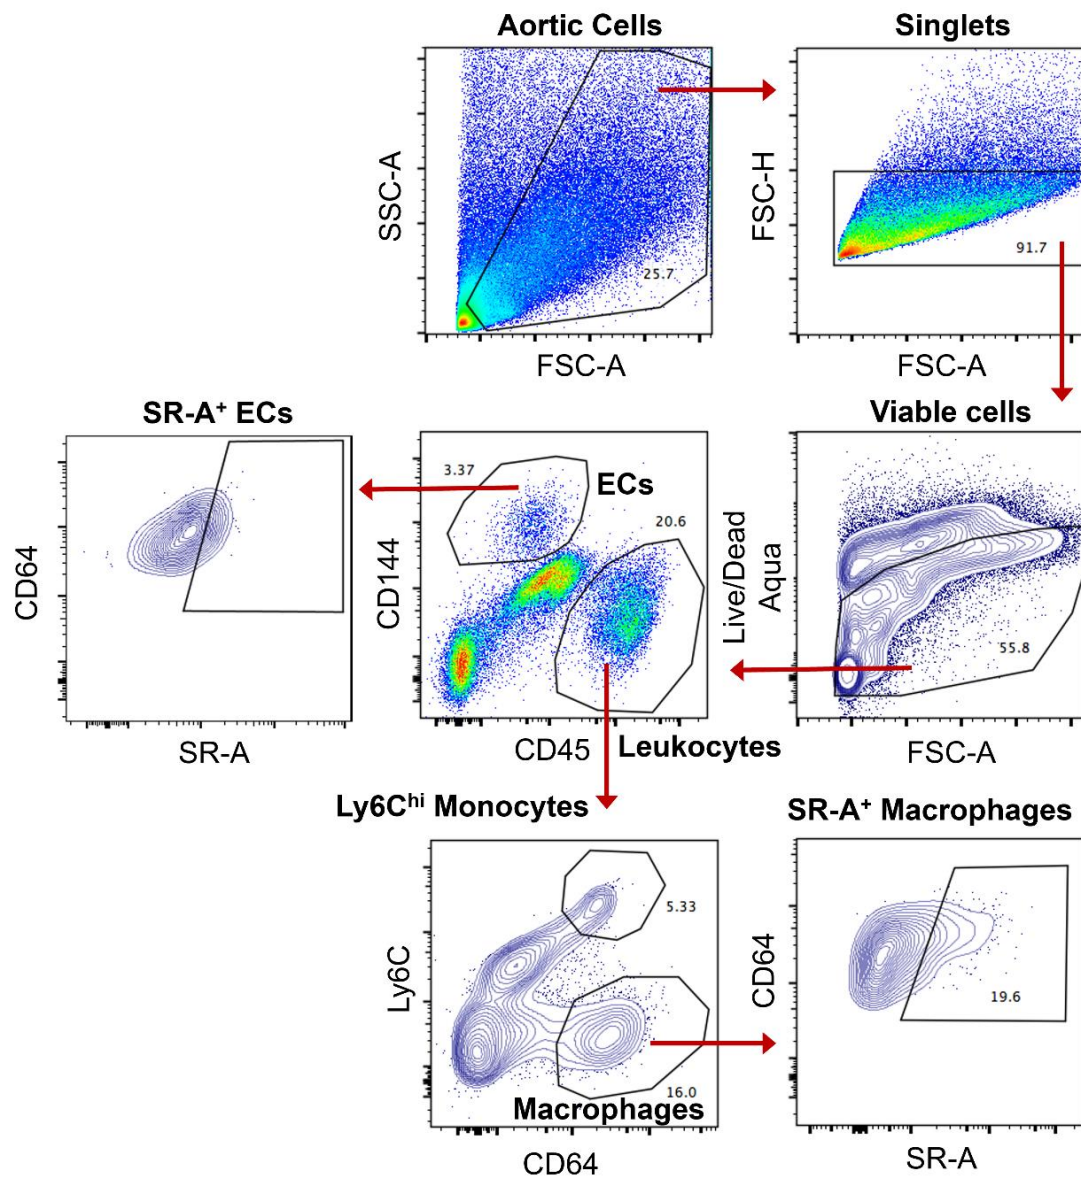 Aortic Cells
Singlets
SSC-A
25.7
FSC-A
FSC-H
91.7
FSC-A
SR-A⁺ ECs
CD64
SR-A
3.37
ECs
20.6
CD144
CD45
Leukocytes
Viable cells
Live/Dead
Aqua
55.8
FSC-A
Ly6Cʰⁱ Monocytes
5.33
Ly6C
16.0
Macrophages
CD64
SR-A⁺ Macrophages
CD64
19.6
SR-A